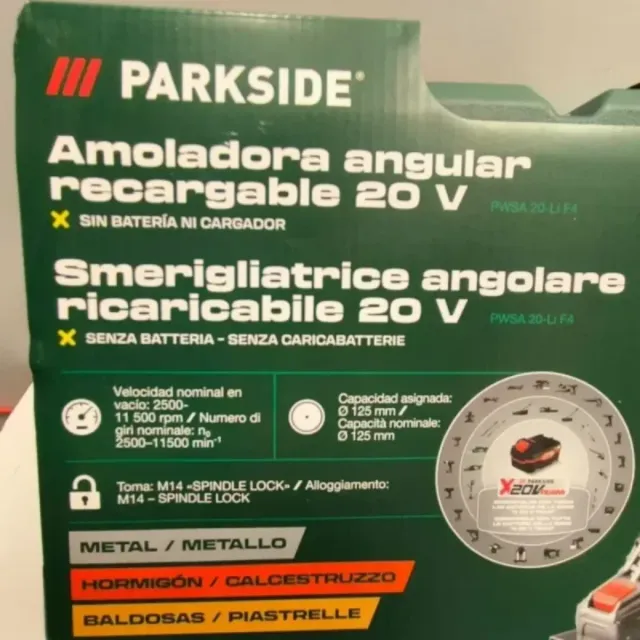 PARKSIDE®
Amoladora angular
recargable 20 V PWSA 20-Li F4
SIN BATERÍA NI CARGADOR
Smerigliatrice angolare
ricaricabile 20 V PWSA 20-Li F4
SENZA BATTERIA – SENZA CARICABATTERIE
Velocidad nominal en
vacío: 2500-
11 500 rpm / Numero di
giri nominale: n₀
2500–11500 min⁻¹
Capacidad asignada:
Ø 125 mm /
Capacità nominale:
Ø 125 mm
Toma: M14 «SPINDLE LOCK» / Alloggiamento:
M14 – SPINDLE LOCK
PARKSIDE
X20V TEAM
METAL / METALLO
HORMIGÓN / CALCESTRUZZO
BALDOSAS / PIASTRELLE